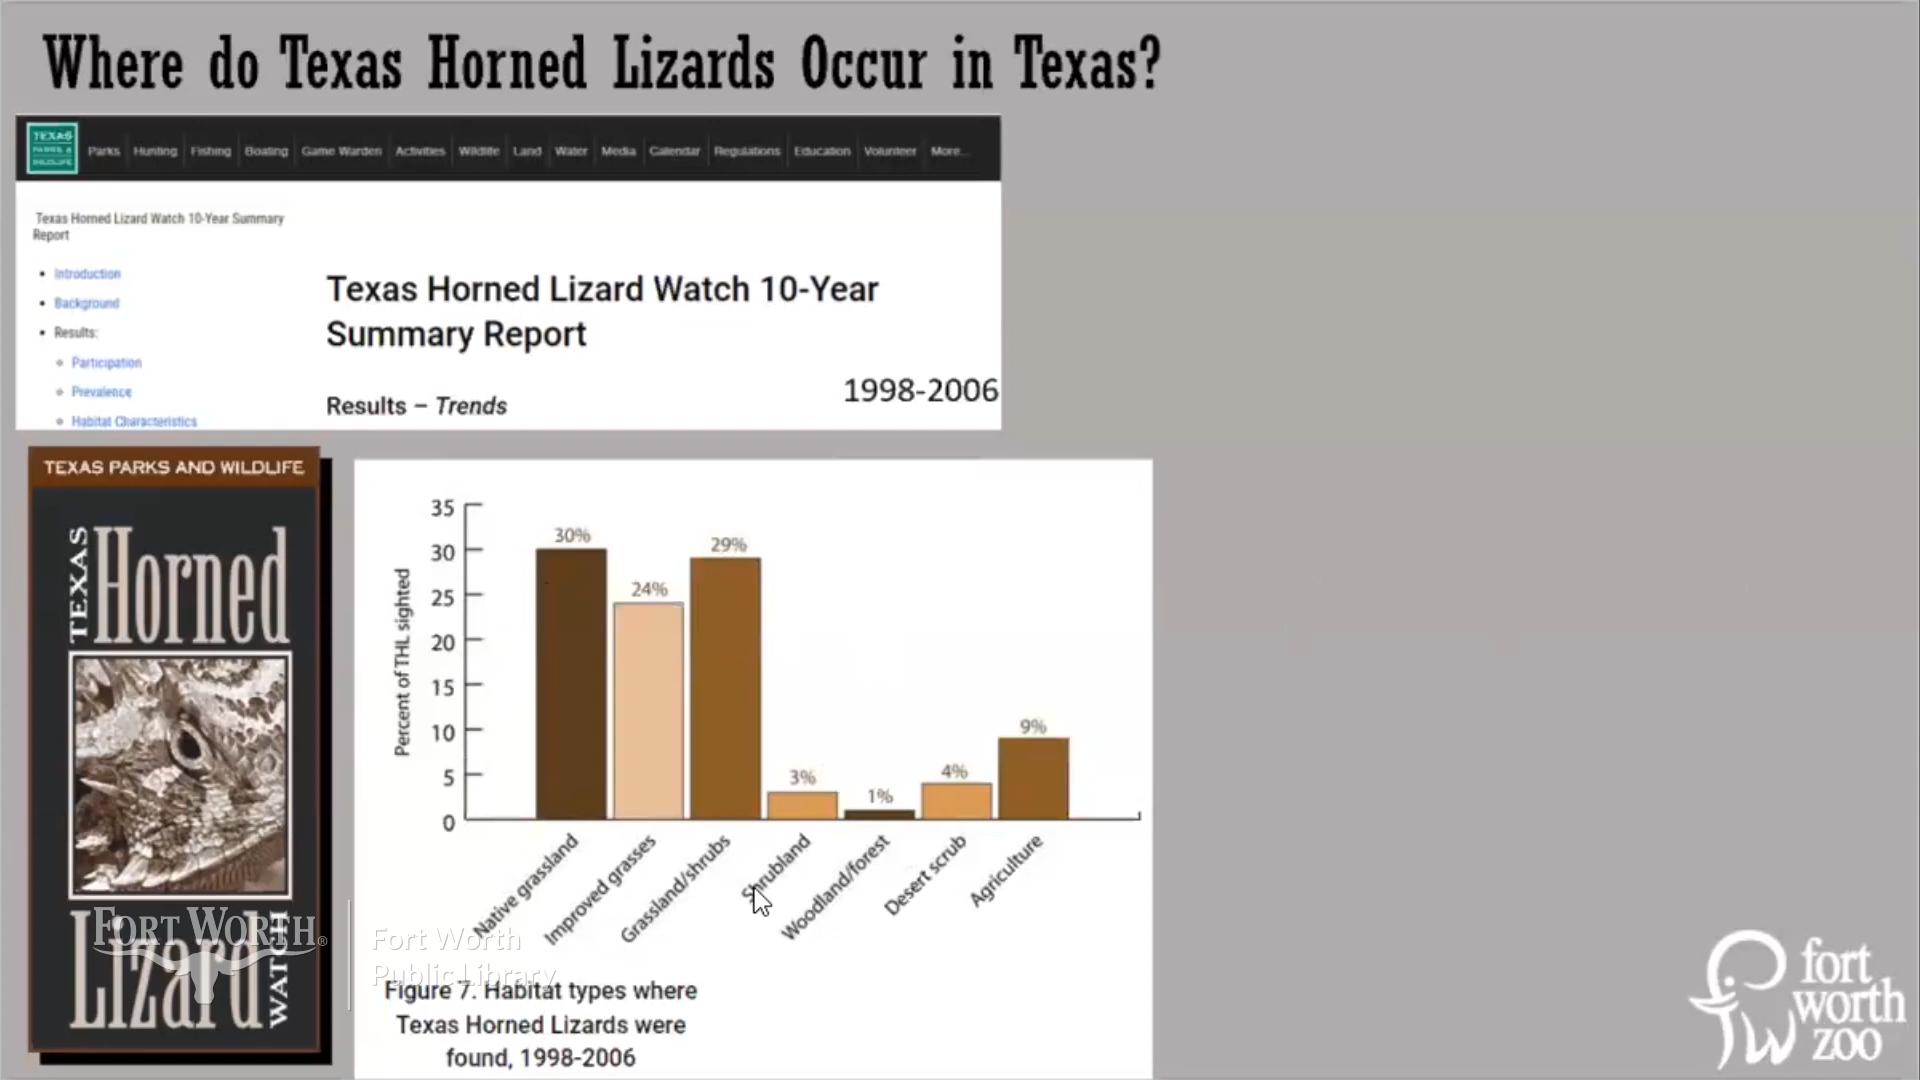 Where do Texas Horned Lizards Occur in Texas?
TEXAS
PARKS &
WILDLIFE
Parks Hunting Fishing Boating Game Warden Activities Wildlife Land Water Media Calendar Regulations Education Volunteer More...
Texas Horned Lizard Watch 10-Year Summary
Report
Introduction
Background
Results:
Participation
Prevalence
Habitat Characteristics
Texas Horned Lizard Watch 10-Year
Summary Report
1998-2006
Results – Trends
TEXAS PARKS AND WILDLIFE
TEXAS
Horned
Lizard
WATCH
FORT WORTH®
Fort Worth
Public Library
Percent of THL sighted
35
30
25
20
15
10
5
0
30%
24%
29%
3%
1%
4%
9%
Native grassland
Improved grasses
Grassland/shrubs
Shrubland
Woodland/forest
Desert scrub
Agriculture
Figure 7. Habitat types where
Texas Horned Lizards were
found, 1998-2006
fort
worth
zoo